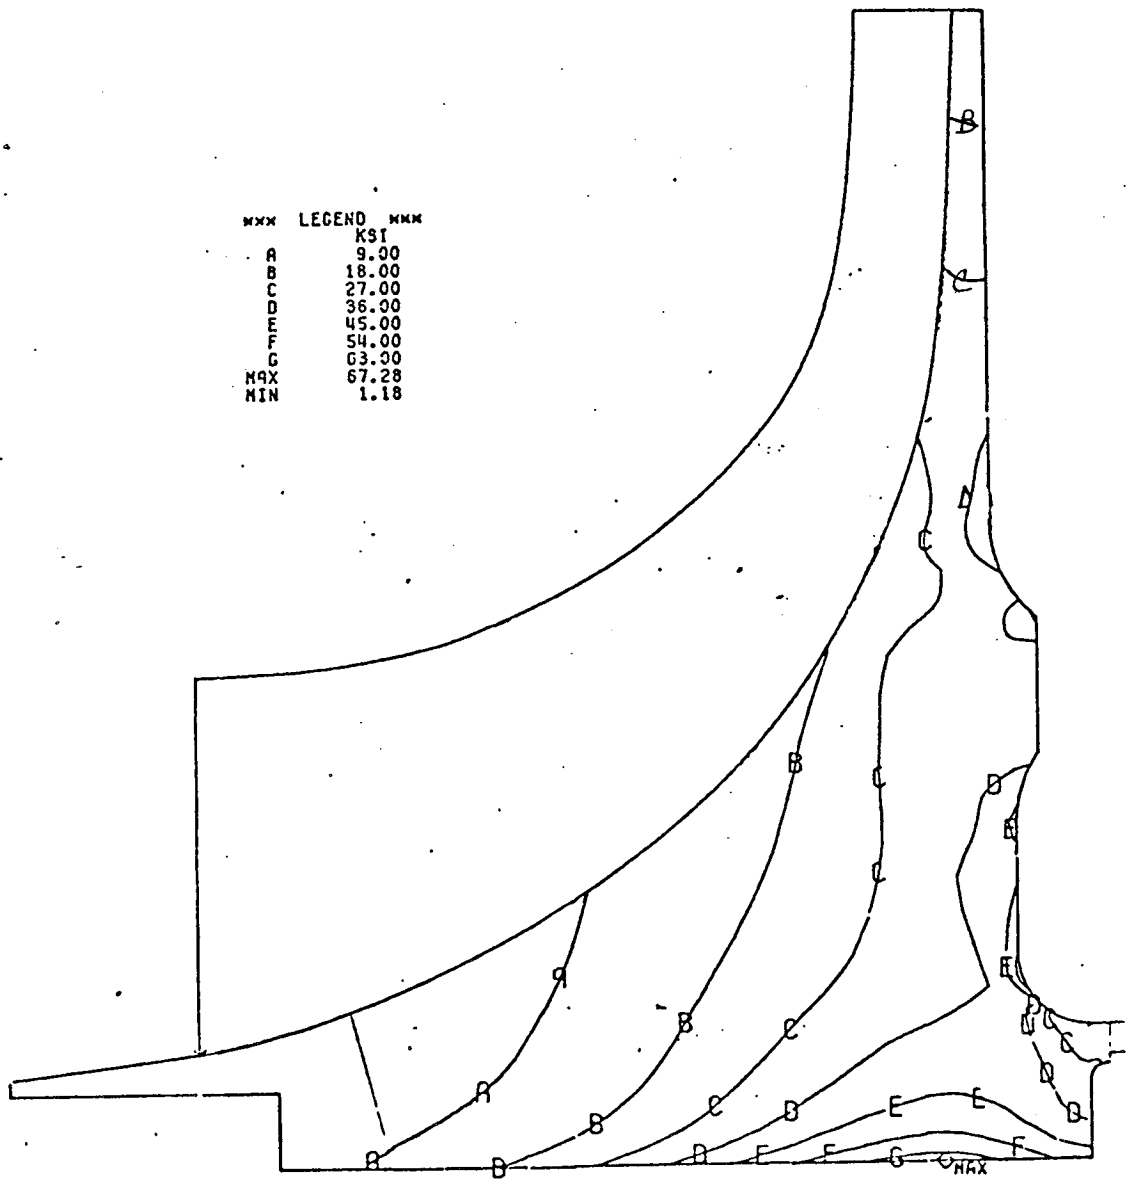 *** LEGEND ***
KSI
A 9.00
B 18.00
C 27.00
D 36.00
E 45.00
F 54.00
G 63.00
MAX 67.28
MIN 1.18
B
C
D
C
B
C
D
E
C
A
E
B
C
D
C
C
D
A
C
E
E
B
D
D
A
B
D
E
F
G
F
MAX